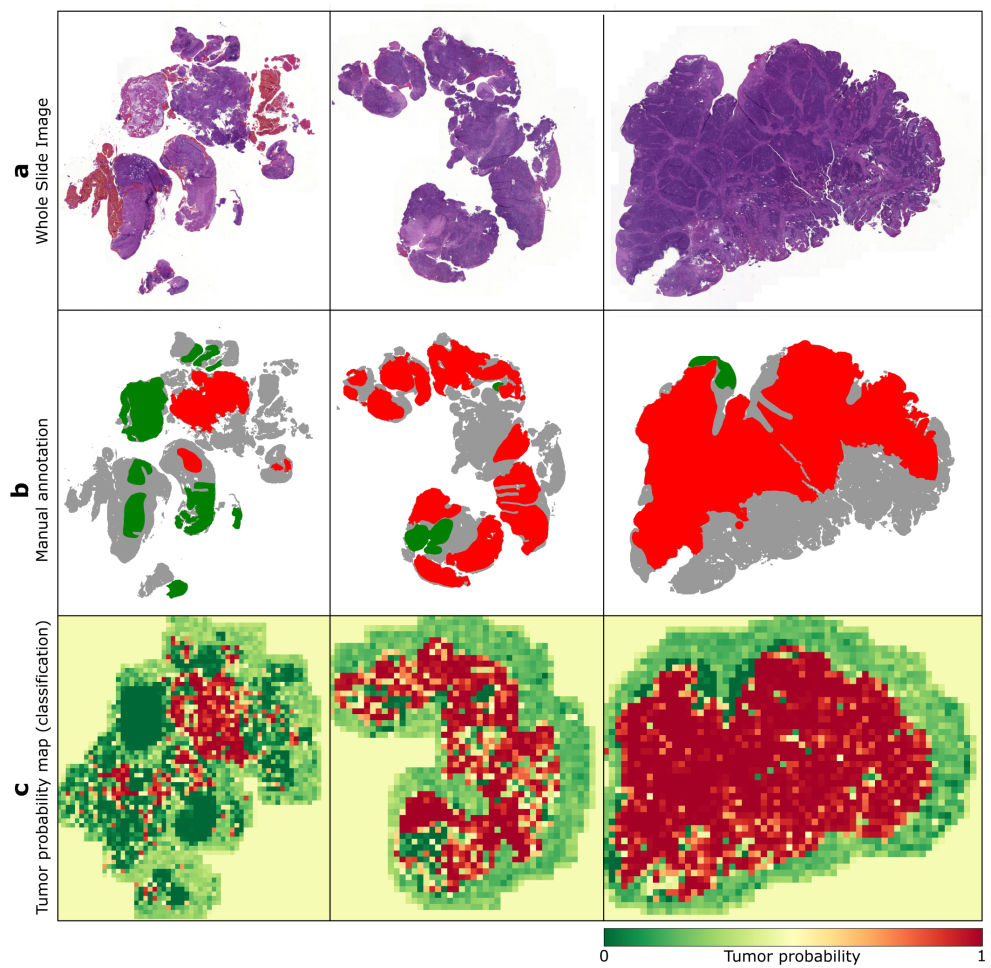 a
Whole Slide Image
b
Manual annotation
c
Tumor probability map (classification)
0
Tumor probability
1